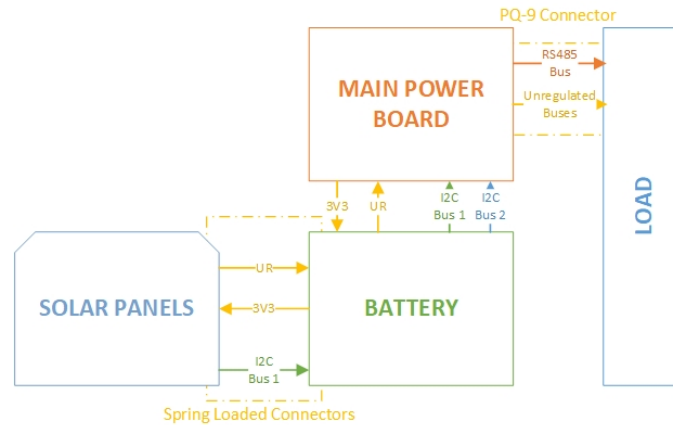 PQ-9 Connector
MAIN POWER
BOARD
RS485
Bus
Unregulated
Buses
3V3
UR
I2C
Bus 1
I2C
Bus 2
LOAD
SOLAR PANELS
UR
3V3
I2C
Bus 1
BATTERY
Spring Loaded Connectors